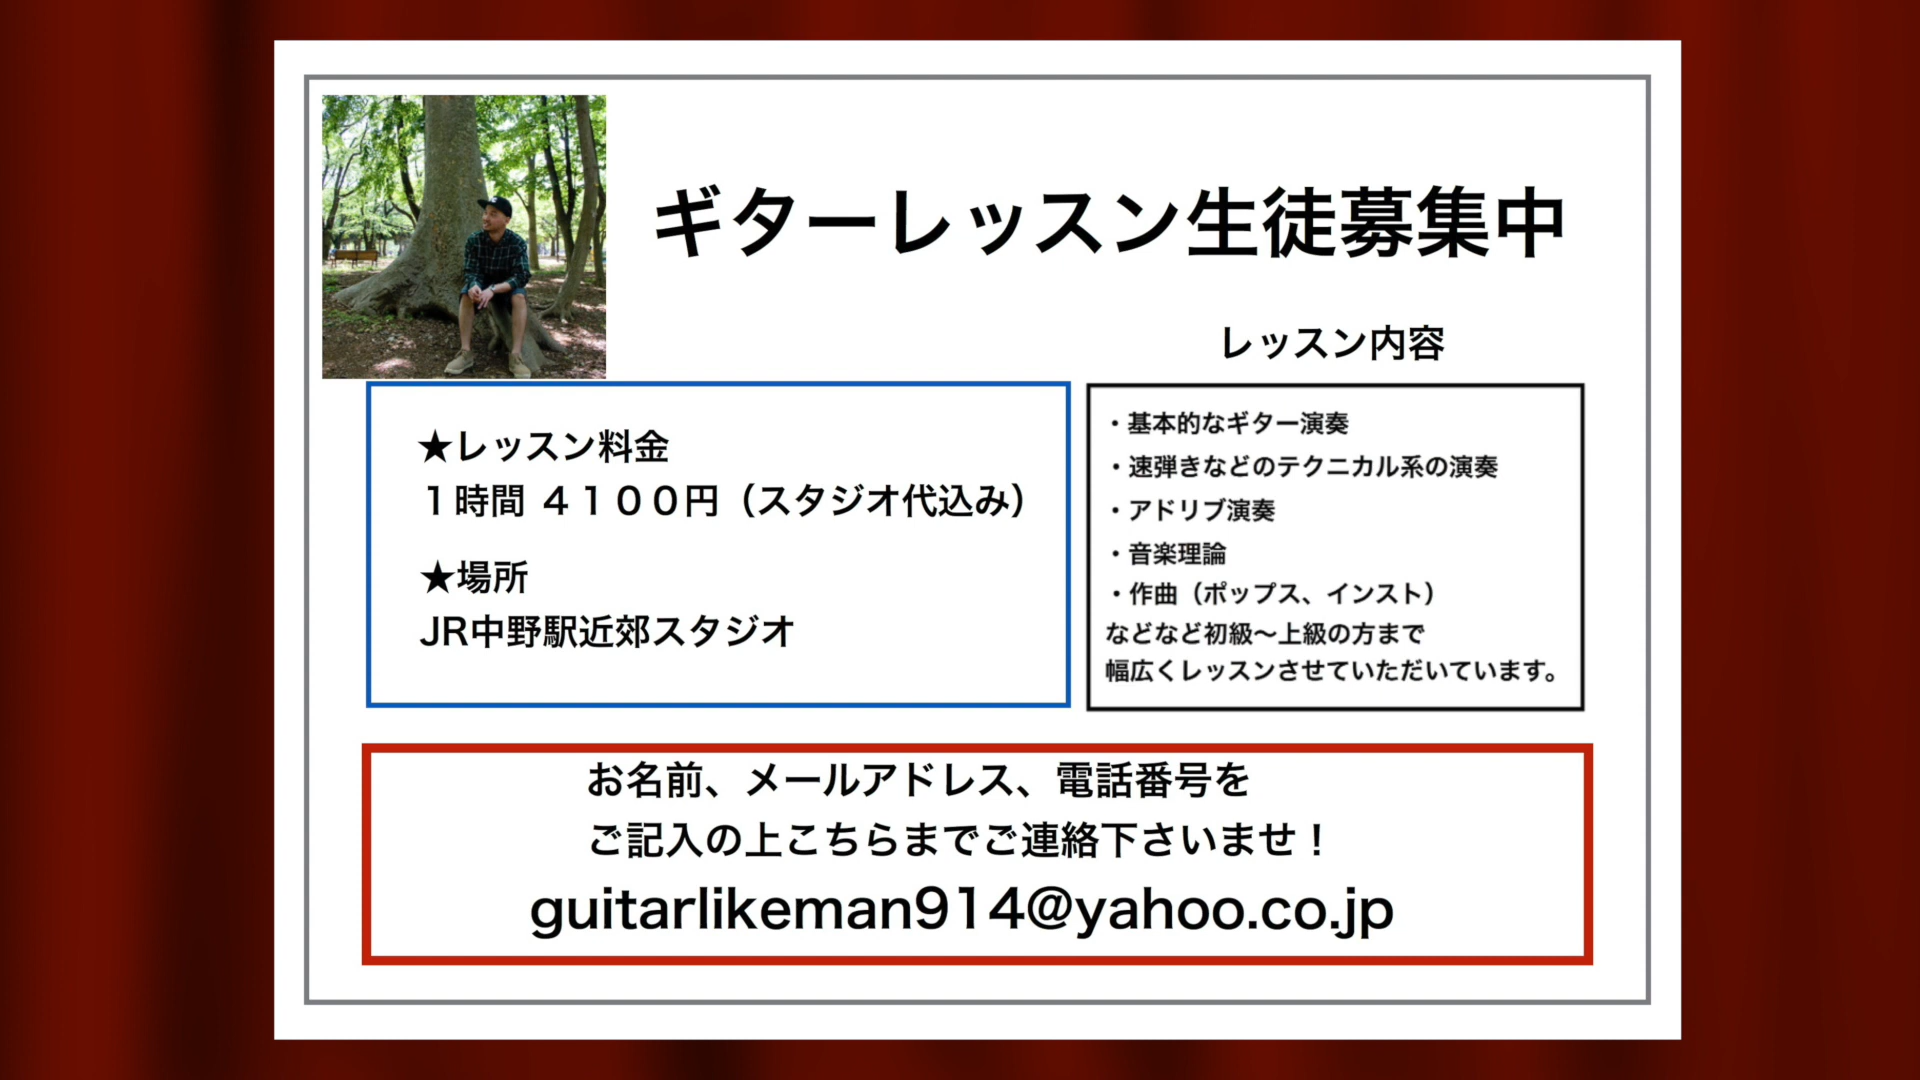 ギターレッスン生徒募集中
★レッスン料金
１時間 ４１００円（スタジオ代込み）
★場所
JR中野駅近郊スタジオ
レッスン内容
・基本的なギター演奏
・速弾きなどのテクニカル系の演奏
・アドリブ演奏
・音楽理論
・作曲（ポップス、インスト）
などなど初級〜上級の方まで
幅広くレッスンさせていただいています。
お名前、メールアドレス、電話番号を
ご記入の上こちらまでご連絡下さいませ！
guitarlikeman914@yahoo.co.jp